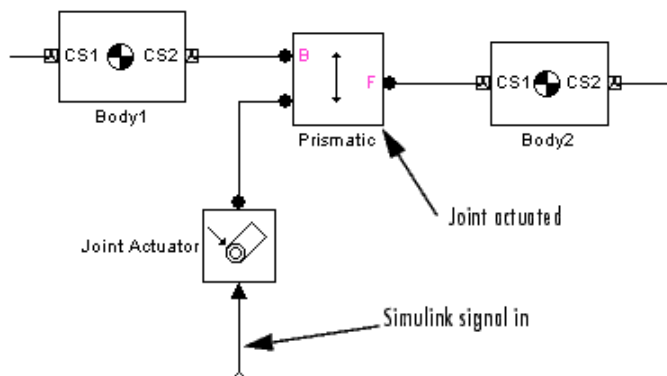 CS1 CS2
Body1
B
F
Prismatic
CS1 CS2
Body2
Joint actuated
Joint Actuator
Simulink signal in